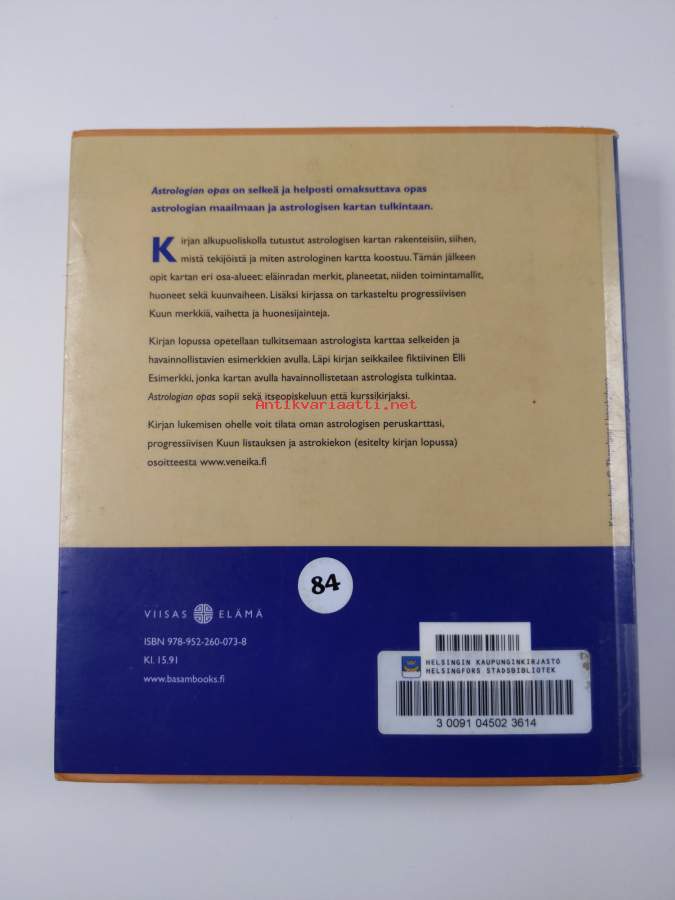 Astrologian opas on selkeä ja helposti omaksuttava opas
astrologian maailmaan ja astrologisen kartan tulkintaan.
Kirjan alkupuoliskolla tutustut astrologisen kartan rakenteisiin, siihen,
mistä tekijöistä ja miten astrologinen kartta koostuu. Tämän jälkeen
opit kartan eri osa-alueet: eläinradan merkit, planeetat, niiden toimintamallit,
huoneet sekä kuunvaiheen. Lisäksi kirjassa on tarkasteltu progressiivisen
Kuun merkkiä, vaihetta ja huonesijainteja.
Kirjan lopussa opetellaan tulkitsemaan astrologista karttaa selkeiden ja
havainnollistavien esimerkkien avulla. Läpi kirjan seikkailee fiktiivinen Elli
Esimerkki, jonka kartan avulla havainnollistetaan astrologista tulkintaa.
Astrologian opas sopii sekä itseopiskeluun että kurssikirjaksi.
Antikvariaatti.net
Kirjan lukemisen ohelle voit tilata oman astrologisen peruskarttasi,
progressiivisen Kuun listauksen ja astrokiekon (esitelty kirjan lopussa)
osoitteesta www.veneika.fi
84
VIISAS ELÄMÄ
ISBN 978-952-260-073-8
Kl. 15.91
www.basambooks.fi
HELSINGIN KAUPUNGINKIRJASTO
HELSINGFORS STADSBIBLIOTEK
3 0091 04502 3614